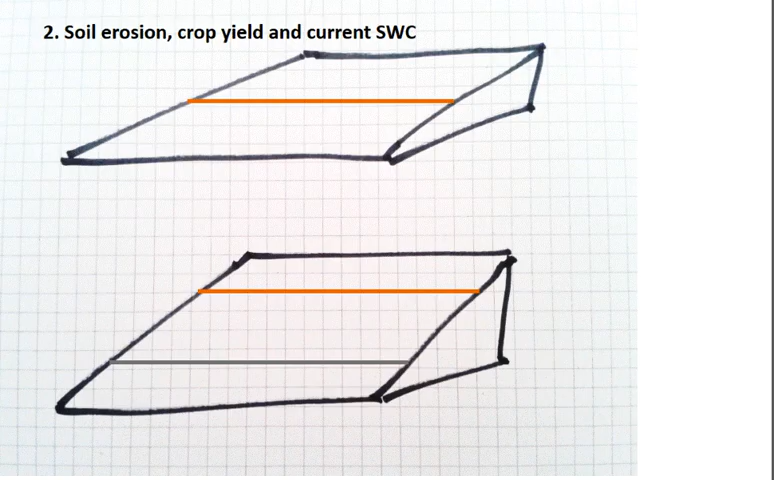 2. Soil erosion, crop yield and current SWC